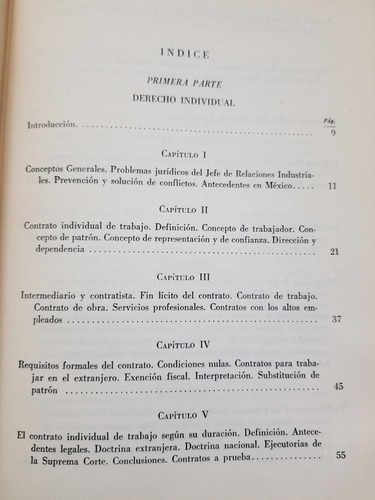 INDICE
PRIMERA PARTE
DERECHO INDIVIDUAL
Pág.
Introducción. . . . . . . . . . . . . . . . . . . . . . . . . . . . . . . . 9
CAPÍTULO I
Conceptos Generales. Problemas jurídicos del Jefe de Relaciones Industria-
les. Prevención y solución de conflictos. Antecedentes en México..... 11
CAPÍTULO II
Contrato individual de trabajo. Definición. Concepto de trabajador. Con-
cepto de patrón. Concepto de representación y de confianza. Dirección y
dependencia ........................................ 21
CAPÍTULO III
Intermediario y contratista. Fin lícito del contrato. Contrato de trabajo.
Contrato de obra. Servicios profesionales. Contratos con los altos em-
pleados ........................................ 37
CAPÍTULO IV
Requisitos formales del contrato. Condiciones nulas. Contratos para traba-
jar en el extranjero. Exención fiscal. Interpretación. Substitución de
patrón ........................................ 45
CAPÍTULO V
El contrato individual de trabajo según su duración. Definición. Antece-
dentes legales. Doctrina extranjera. Doctrina nacional. Ejecutorias de
la Suprema Corte. Conclusiones. Contratos a prueba............. 55